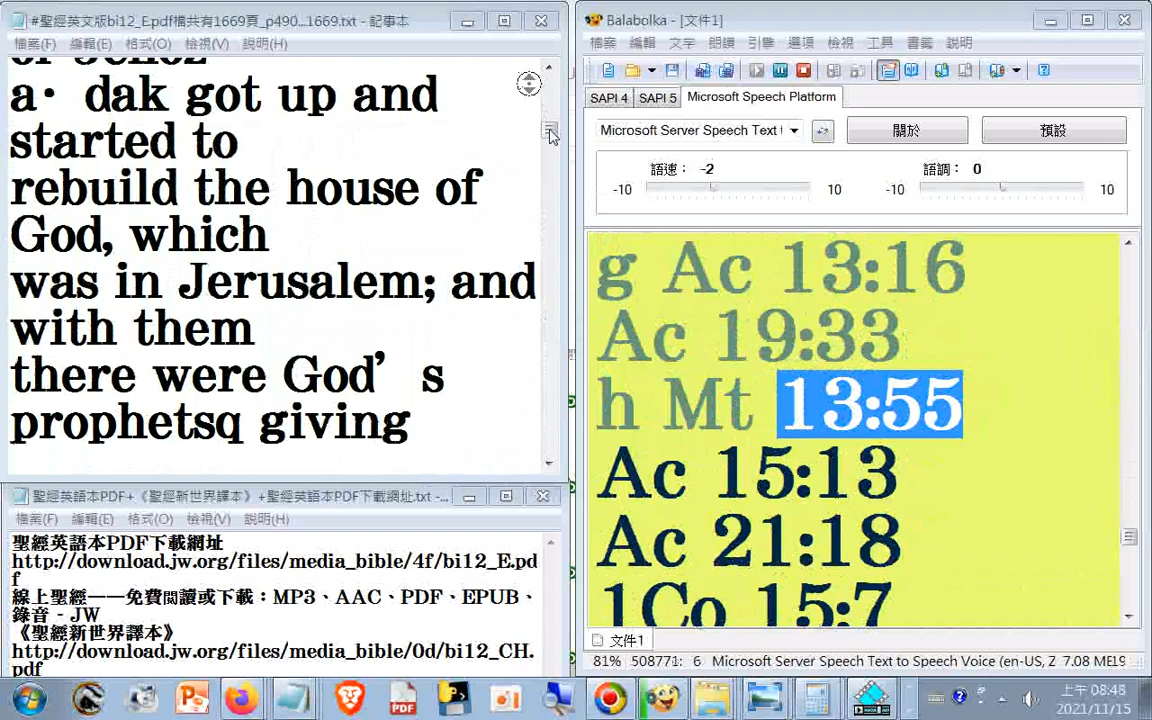 #聖經英文版bi12_E.pdf檔共有1669頁_p490...1669.txt - 記事本
檔案(F) 編輯(E) 格式(O) 檢視(V) 說明(H)
a· dak got up and
started to
rebuild the house of
God, which
was in Jerusalem; and
with them
there were God’s
prophetsq giving
聖經英語本PDF+《聖經新世界譯本》+聖經英語本PDF下載網址.txt -...
檔案(F) 編輯(E) 格式(O) 檢視(V) 說明(H)
聖經英語本PDF下載網址
http://download.jw.org/files/media_bible/4f/bi12_E.pd
f
線上聖經——免費閱讀或下載：MP3、AAC、PDF、EPUB、
錄音 - JW
《聖經新世界譯本》
http://download.jw.org/files/media_bible/0d/bi12_CH.
pdf
Balabolka - [文件1]
檔案 編輯 文字 朗讀 引擎 選項 檢視 工具 書籤 說明
SAPI 4 SAPI 5 Microsoft Speech Platform
Microsoft Server Speech Text 關於 預設
語速： -2 語調： 0
-10 10 -10 10
g Ac 13:16
Ac 19:33
h Mt 13:55
Ac 15:13
Ac 21:18
1Co 15:7
文件1
81% 508771: 6 Microsoft Server Speech Text to Speech Voice (en-US, Z 7.08 ME19
上午 08:48
2021/11/15